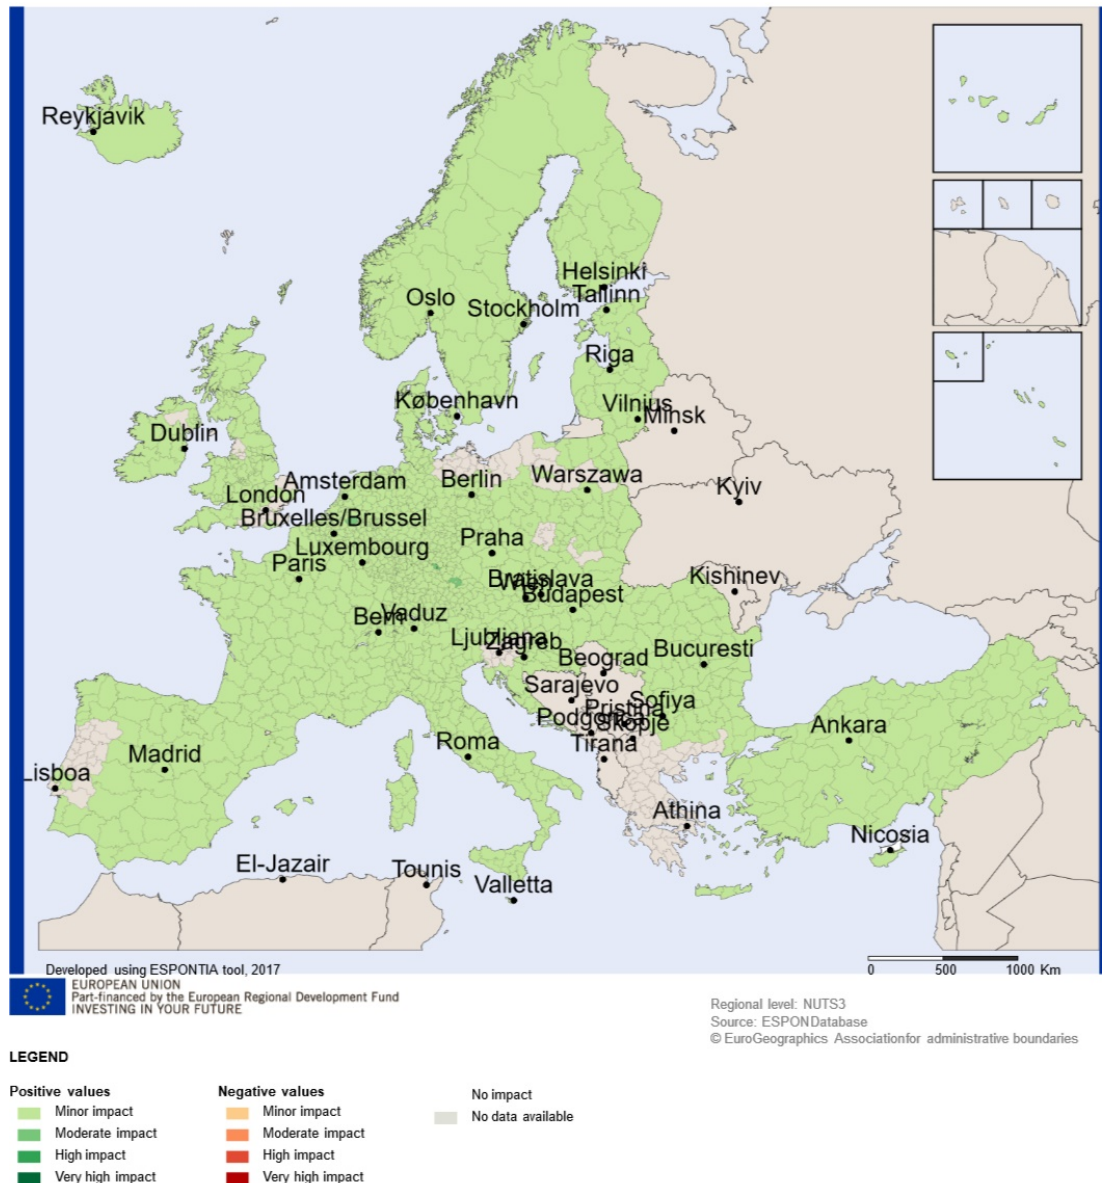 Reykjavik
Helsinki
Tallinn
Oslo
Stockholm
Riga
København
Vilnius
Minsk
Dublin
Amsterdam
Berlin
Warszawa
London
Kyiv
Bruxelles/Brussel
Praha
Luxembourg
Paris
Bratislava
Wien
Kishinev
Budapest
Bern
Vaduz
Ljubljana
Zagreb
Bucuresti
Beograd
Sarajevo
Sofiya
Pristina
Podgorica
Skopje
Ankara
Roma
Tirana
Madrid
Lisboa
Athina
Nicosia
El-Jazair
Tounis
Valletta
Developed using ESPONTIA tool, 2017
0 500 1000 Km
EUROPEAN UNION
Part-financed by the European Regional Development Fund
INVESTING IN YOUR FUTURE
Regional level: NUTS3
Source: ESPONDatabase
© EuroGeographics Associationfor administrative boundaries
LEGEND
Positive values
Minor impact
Moderate impact
High impact
Very high impact
Negative values
Minor impact
Moderate impact
High impact
Very high impact
No impact
No data available